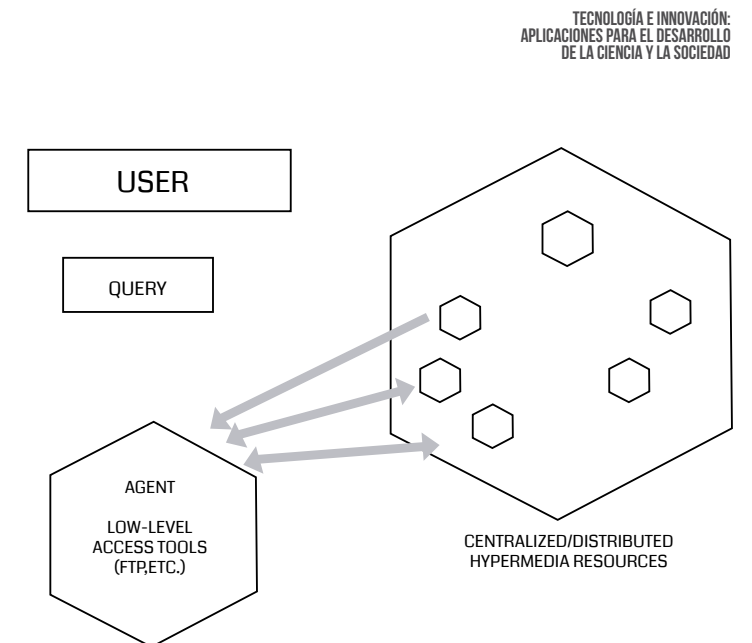 TECNOLOGÍA E INNOVACIÓN:
APLICACIONES PARA EL DESARROLLO
DE LA CIENCIA Y LA SOCIEDAD
USER
QUERY
AGENT
LOW-LEVEL
ACCESS TOOLS
(FTP,ETC.)
CENTRALIZED/DISTRIBUTED
HYPERMEDIA RESOURCES